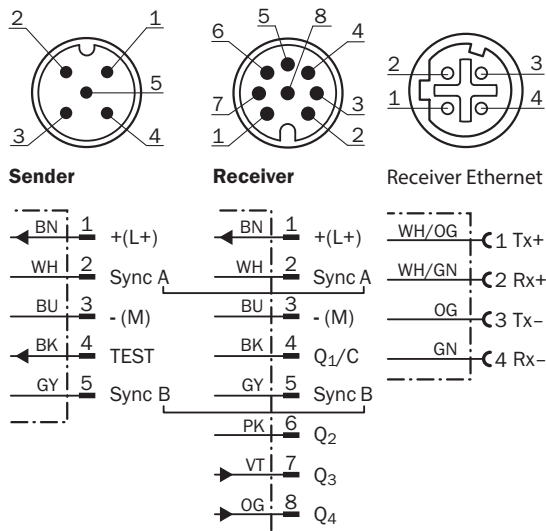 2 1
5
3 4
5 8
6 4
7 3
1 2
2 3
1 4
Sender
BN 1 +(L+)
WH 2 Sync A
BU 3 - (M)
BK 4 TEST
GY 5 Sync B
Receiver
BN 1 +(L+)
WH 2 Sync A
BU 3 - (M)
BK 4 Q1/C
GY 5 Sync B
PK 6 Q2
VT 7 Q3
OG 8 Q4
Receiver Ethernet
WH/OG 1 Tx+
WH/GN 2 Rx+
OG 3 Tx–
GN 4 Rx–